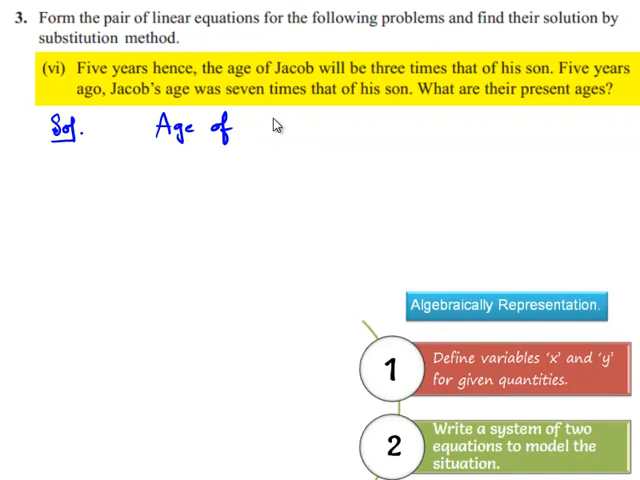 3. Form the pair of linear equations for the following problems and find their solution by
substitution method.
(vi) Five years hence, the age of Jacob will be three times that of his son. Five years
ago, Jacob's age was seven times that of his son. What are their present ages?
Sol. Age of
Algebraically Representation.
1
Define variables 'x' and 'y'
for given quantities.
2
Write a system of two
equations to model the
situation.